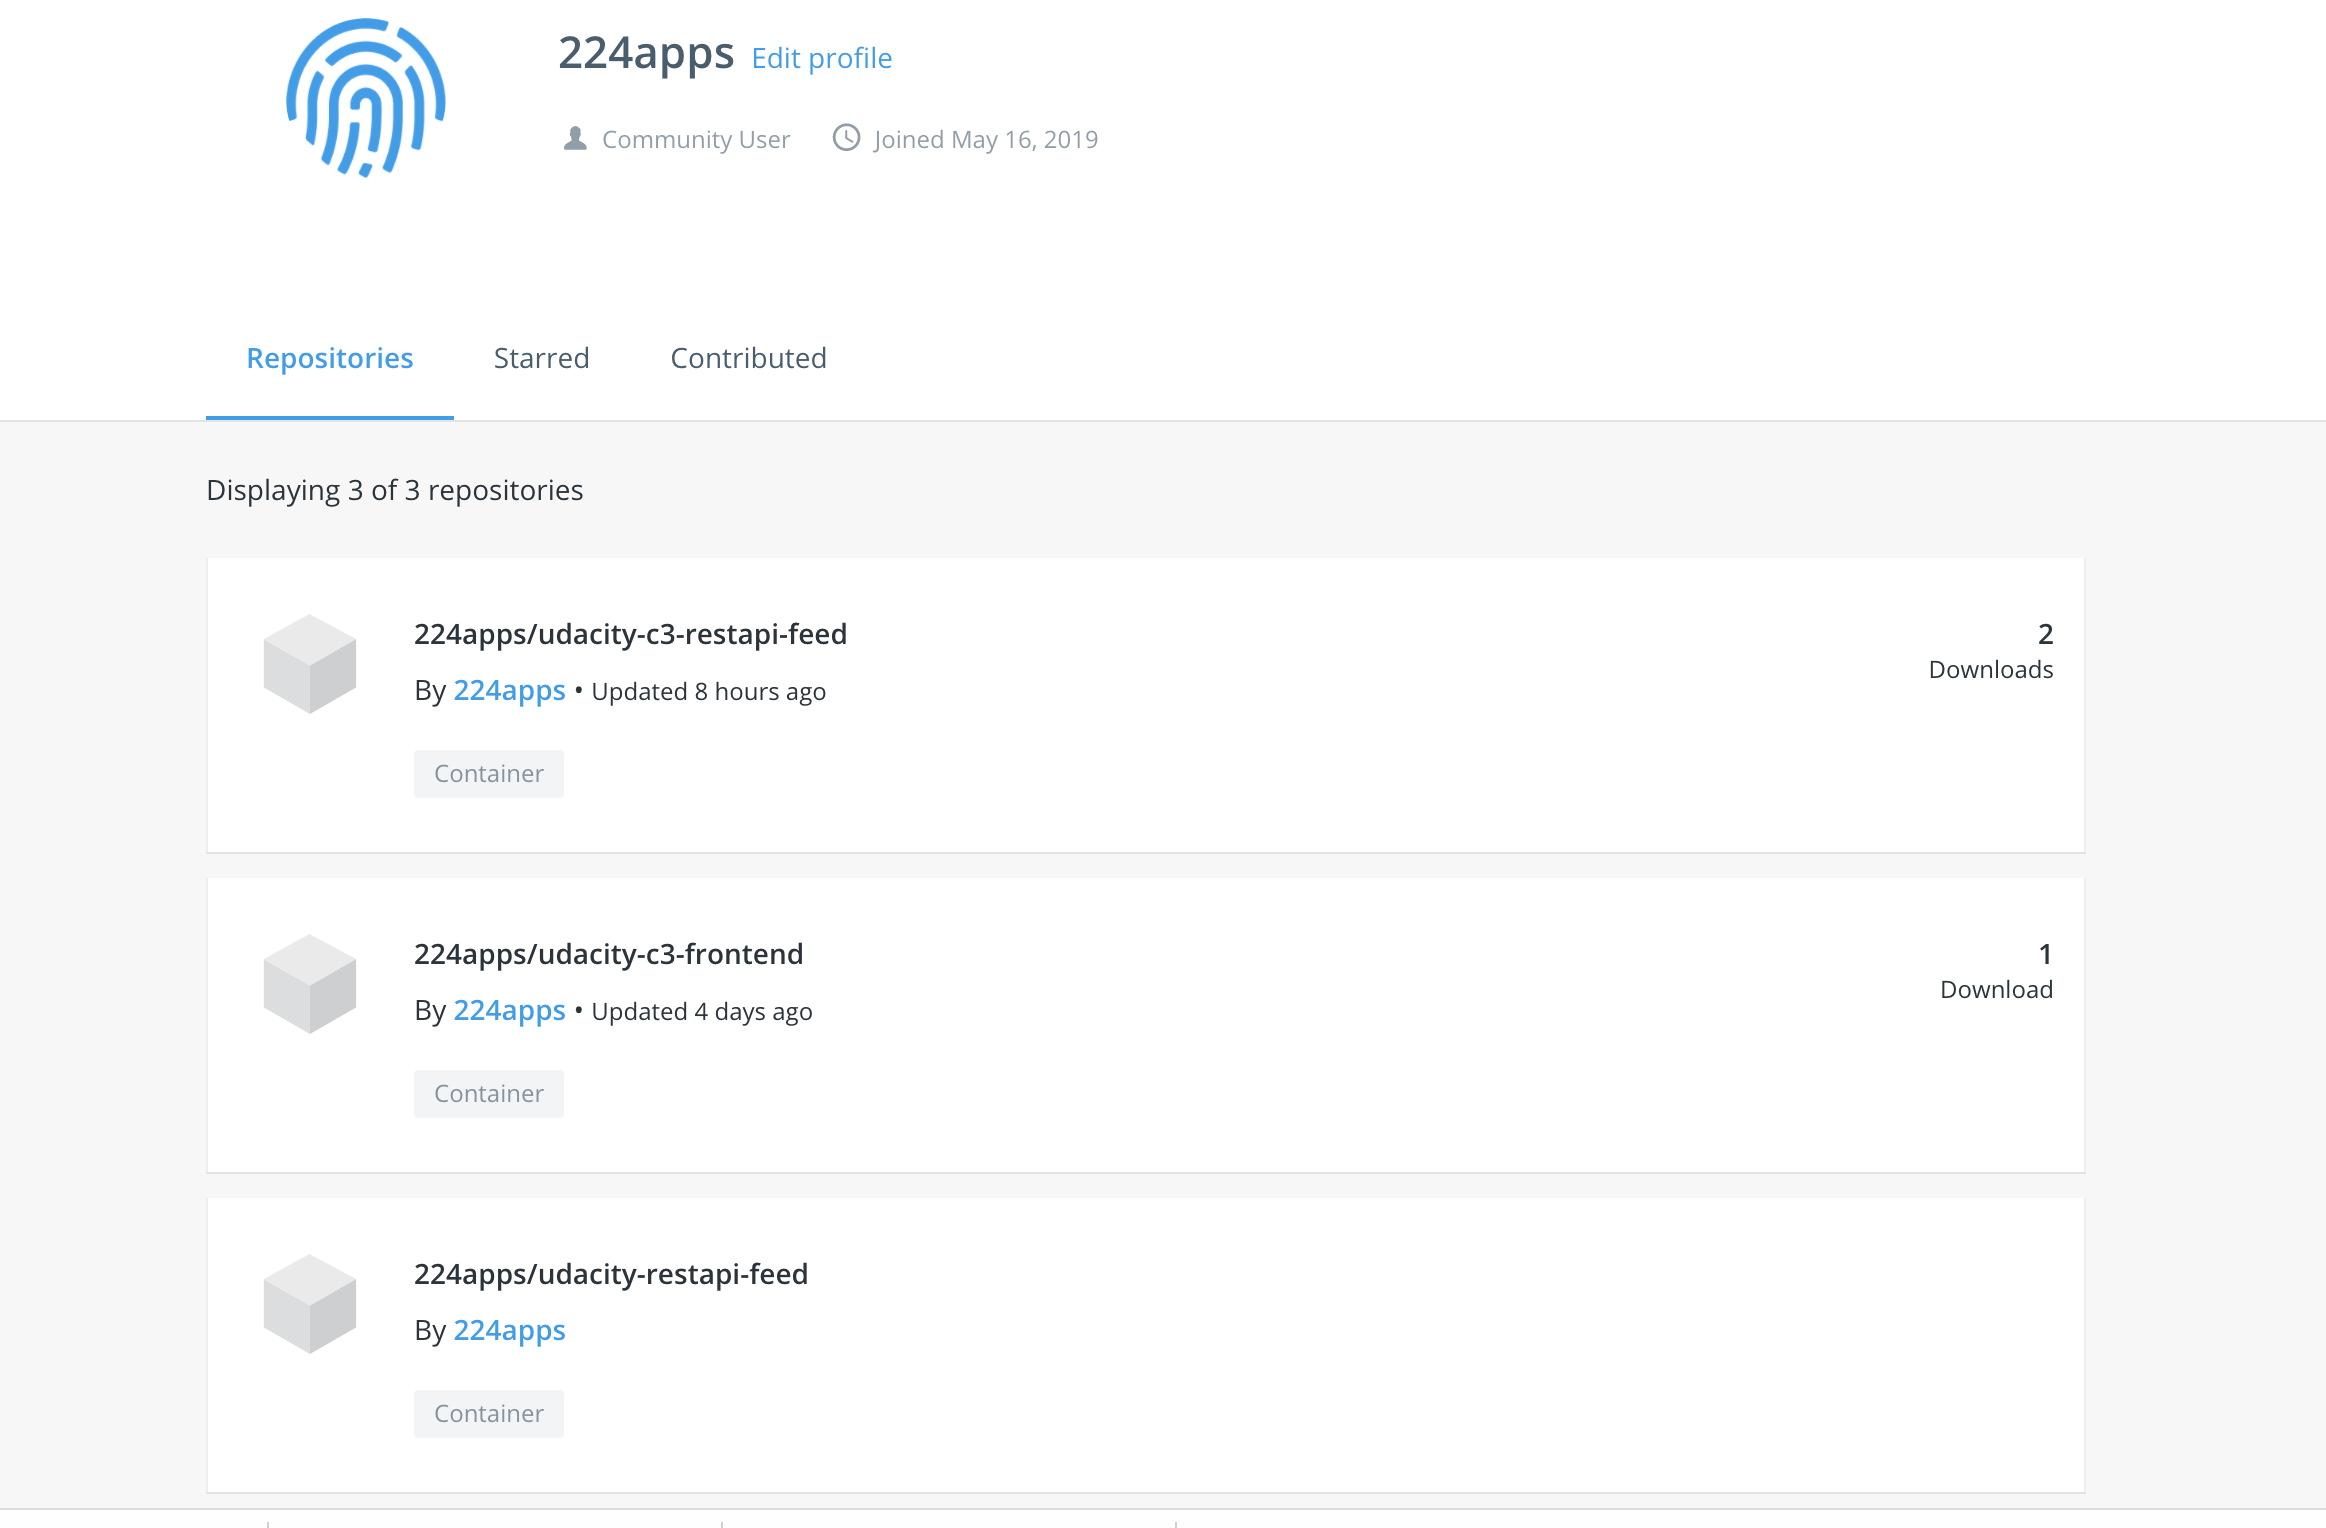 224apps Edit profile
Community User Joined May 16, 2019
Repositories Starred Contributed
Displaying 3 of 3 repositories
224apps/udacity-c3-restapi-feed
2
Downloads
By 224apps • Updated 8 hours ago
Container
224apps/udacity-c3-frontend
1
Download
By 224apps • Updated 4 days ago
Container
224apps/udacity-restapi-feed
By 224apps
Container